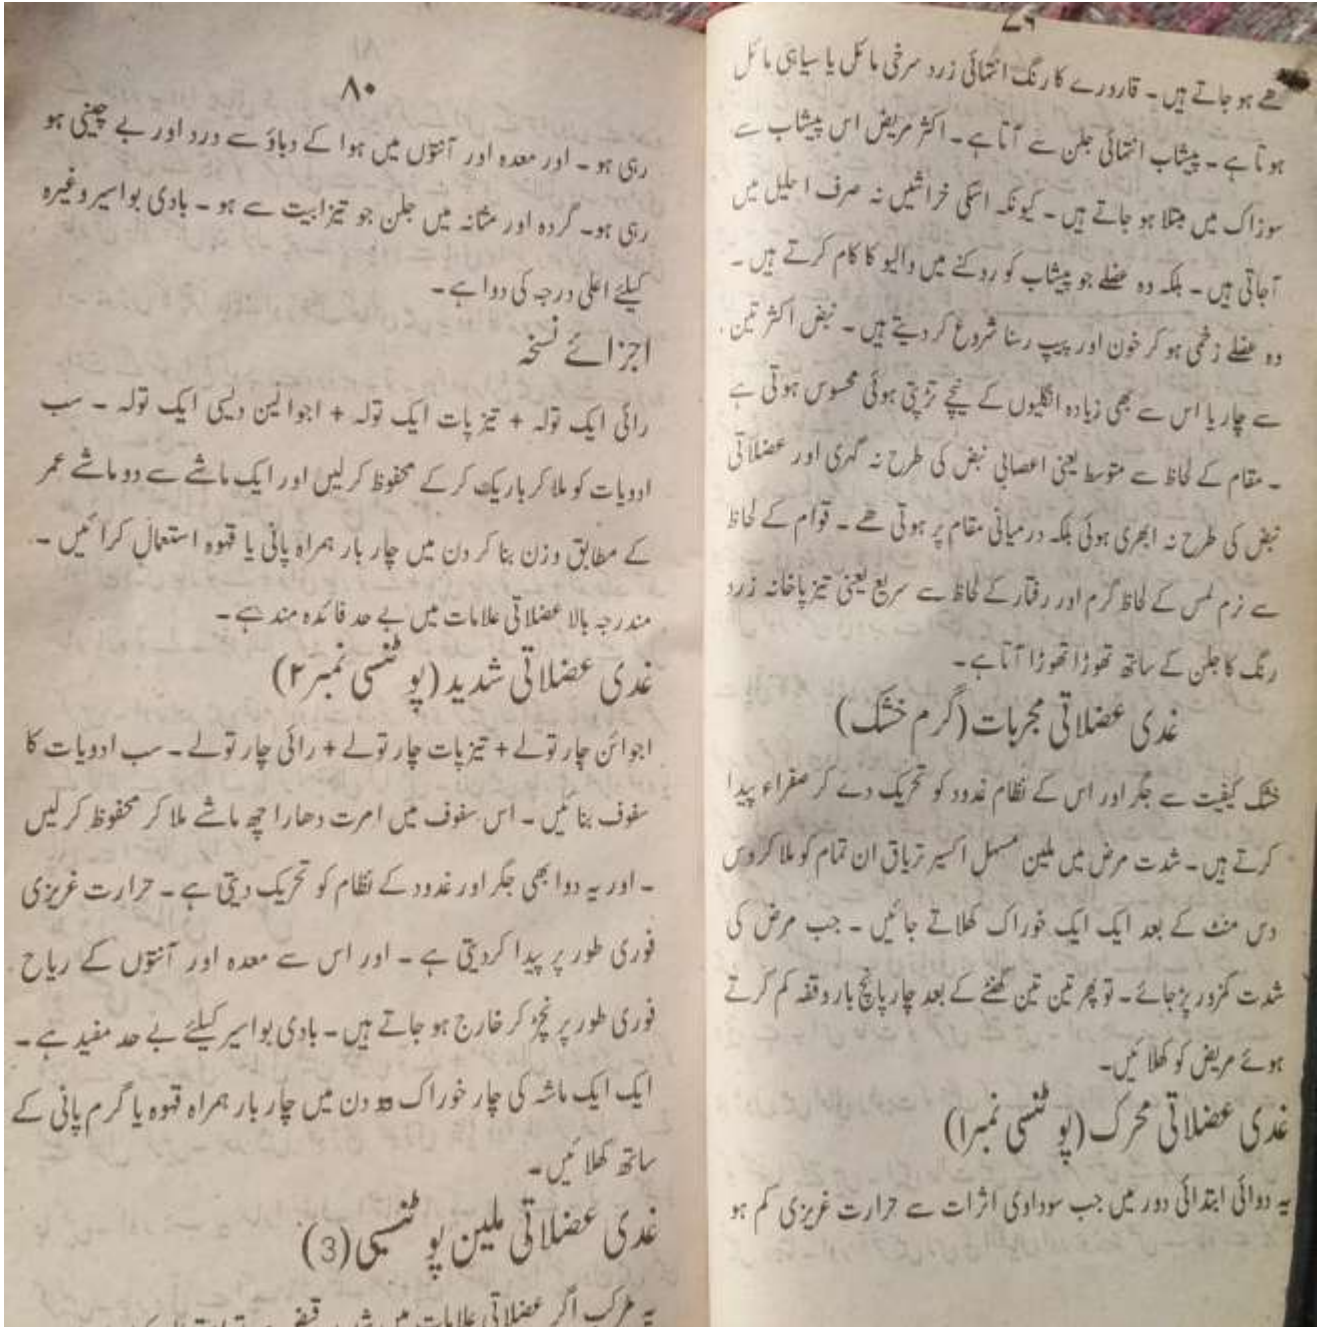 ۷۹
ھے ہو جاتے ہیں ۔ قارورے کا رنگ انتہائی زرد سرخی مائل یا سیاہی مائل
ہوتا ہے ۔ پیشاب انتہائی جلن سے آتا ہے ۔ اکثر مریض اس پیشاب سے
سوزاک میں مبتلا ہو جاتے ہیں ۔ کیونکہ اسکی خراشیں نہ صرف احلیل میں
آجاتی ہیں ۔ بلکہ وہ عضلے جو پیشاب کو روکنے میں والیو کا کام کرتے ہیں ۔
وہ عضلے زخمی ہو کر خون اور پیپ رسنا شروع کر دیتے ہیں ۔ نبض اکثر تین
سے چار یا اس سے بھی زیادہ انگلیوں کے نیچے تڑپتی ہوئی محسوس ہوتی ہے
۔ مقام کے لحاظ سے متوسط یعنی اعصابی نبض کی طرح نہ گہری اور عضلاتی
نبض کی طرح نہ ابھری ہوئی بلکہ درمیانی مقام پر ہوتی ھے ۔ قوام کے لحاظ
سے نرم لمس کے لحاظ گرم اور رفتار کے لحاظ سے سریع یعنی تیز پاخانہ زرد
رنگ کا جلن کے ساتھ تھوڑا تھوڑا آتا ہے ۔
غدی عضلاتی مجربات (گرم خشک)
خشک کیفیت سے جگر اور اس کے نظام غدود کو تحریک دے کر صفراء پیدا
کرتے ہیں ۔ شدت مرض میں ملین مسہل اکسیر تریاق ان تمام کو ملا کر دس
دس منٹ کے بعد ایک ایک خوراک کھلاتے جائیں ۔ جب مرض کی
شدت کمزور پڑجائے ۔ تو پھر تین تین گھنٹے کے بعد چار پانچ بار وقفہ کم کرتے
ہوئے مریض کو کھلائیں ۔
غدی عضلاتی محرک (پوٹنسی نمبر ۱)
یہ دوائی ابتدائی دور میں جب سوداوی اثرات سے حرارت غریزی کم ہو
۸۰
رہی ہو ۔ اور معدہ اور آنتوں میں ہوا کے دباؤ سے درد اور بے چینی ہو
رہی ہو۔ گردہ اور مثانہ میں جلن جو تیزابیت سے ہو ۔ بادی بواسیر وغیرہ
کیلئے اعلیٰ درجہ کی دوا ہے ۔
اجزائے نسخہ
رائی ایک تولہ + تیزپات ایک تولہ + اجوائین دیسی ایک تولہ ۔ سب
ادویات کو ملا کر باریک کر کے محفوظ کر لیں اور ایک ماشے سے دو ماشے عمر
کے مطابق وزن بنا کر دن میں چار بار ہمراہ پانی یا قہوہ استعمال کرائیں ۔
مندرجہ بالا عضلاتی علامات میں بے حد فائدہ مند ہے ۔
غدی عضلاتی شدید (پوٹنسی نمبر ۲)
اجوائن چار تولے + تیزپات چار تولے + رائی چار تولے ۔ سب ادویات کا
سفوف بنائیں ۔ اس سفوف میں امرت دھارا چھ ماشے ملا کر محفوظ کر لیں
۔ اور یہ دوا بھی جگر اور غدود کے نظام کو تحریک دیتی ہے ۔ حرارت غریزی
فوری طور پر پیدا کر دیتی ہے ۔ اور اس سے معدہ اور آنتوں کے ریاح
فوری طور پر نچڑ کر خارج ہو جاتے ہیں ۔ بادی بواسیر کیلئے بے حد مفید ہے ۔
ایک ایک ماشہ کی چار خوراک دن میں چار بار ہمراہ قہوہ یا گرم پانی کے
ساتھ کھلائیں ۔
غدی عضلاتی ملین پوٹنسی (3)
یہ مرکب اگر عضلاتی علامات میں شدید قبض